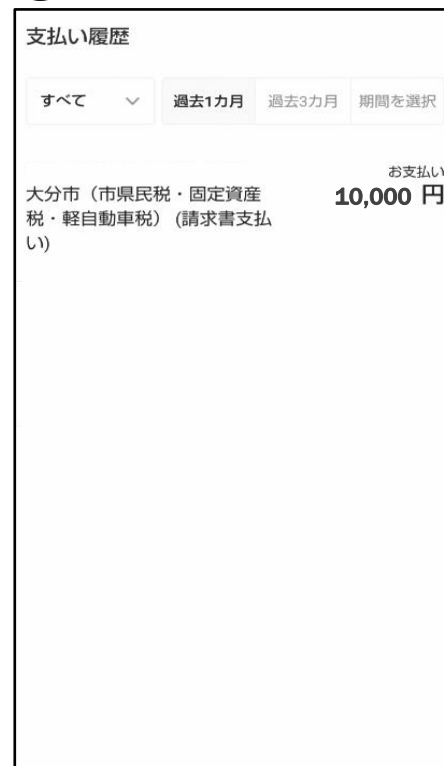 支払い履歴
すべて 過去1カ月 過去3カ月 期間を選択
お支払い
大分市（市県民税・固定資産 10,000 円
税・軽自動車税）(請求書支払
い)